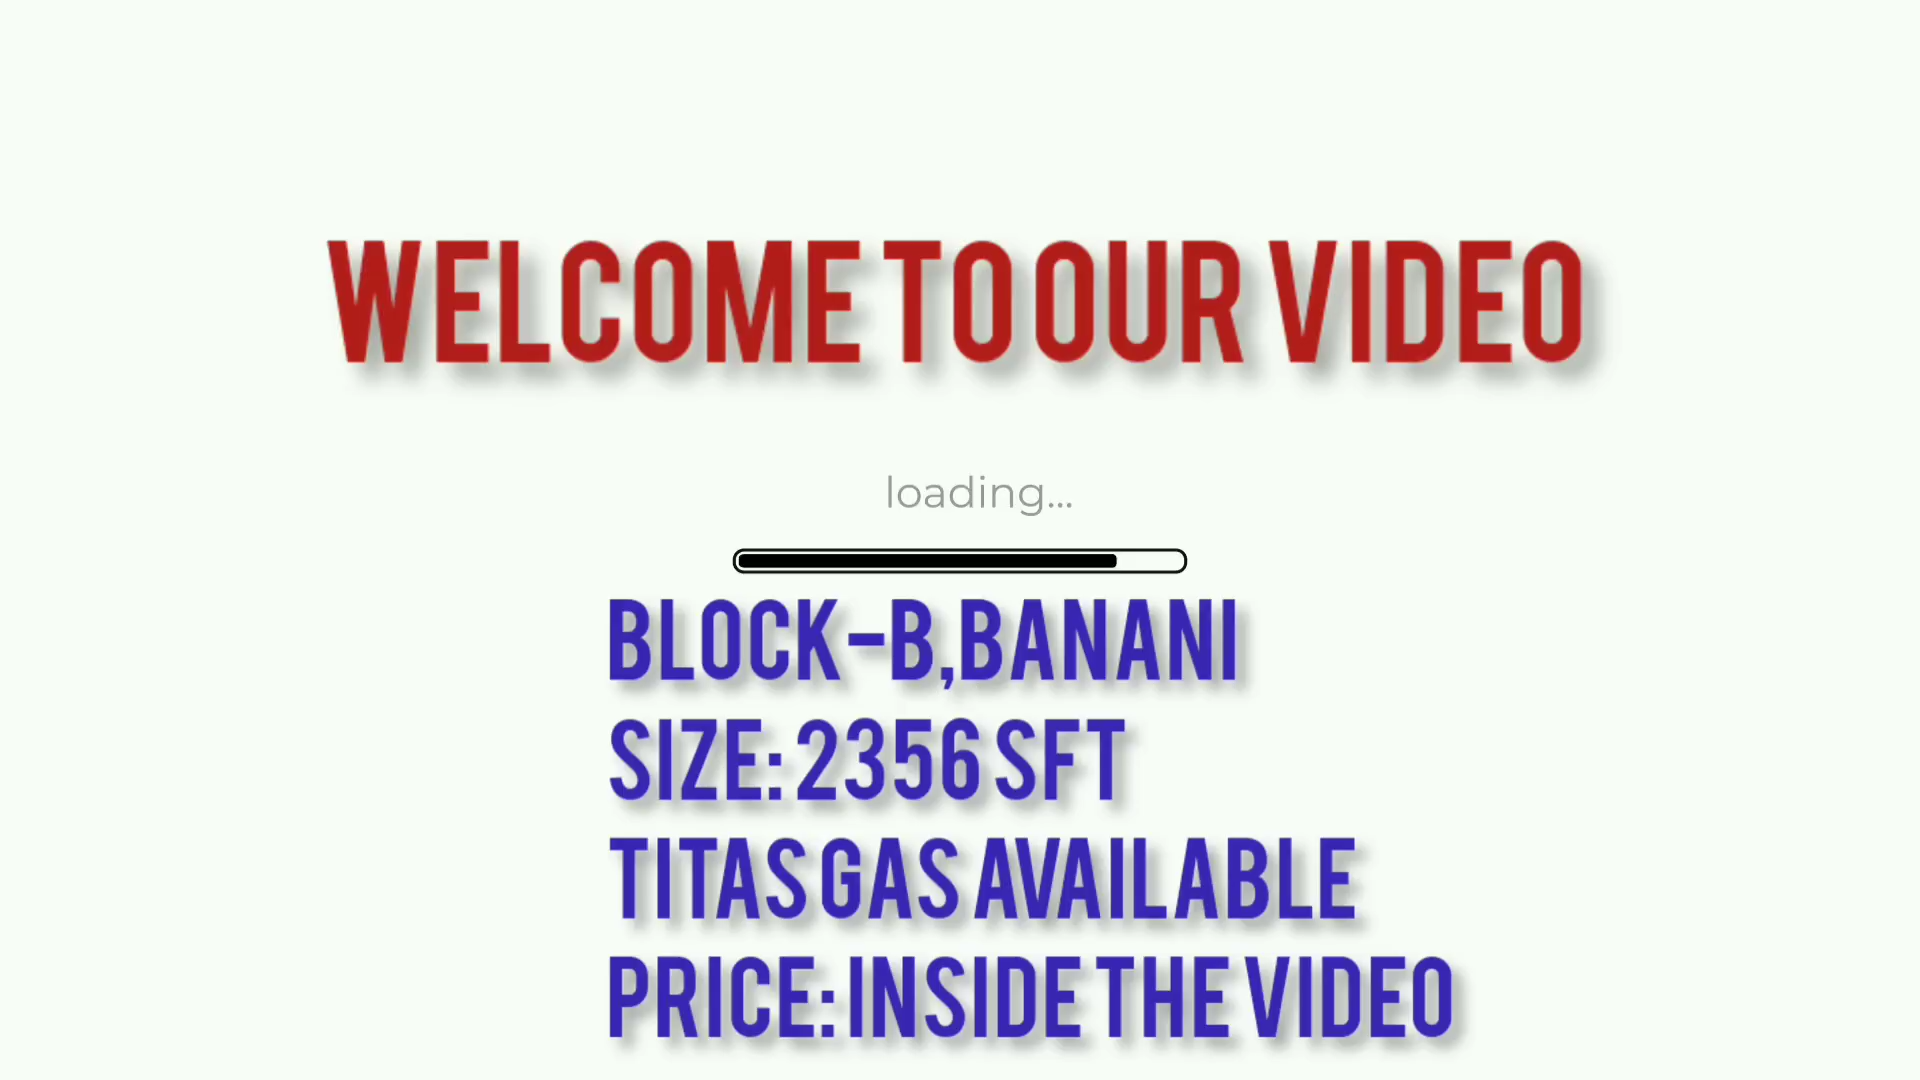 WELCOME TO OUR VIDEO
loading...
BLOCK-B,BANANI
SIZE: 2356 SFT
TITAS GAS AVAILABLE
PRICE: INSIDE THE VIDEO